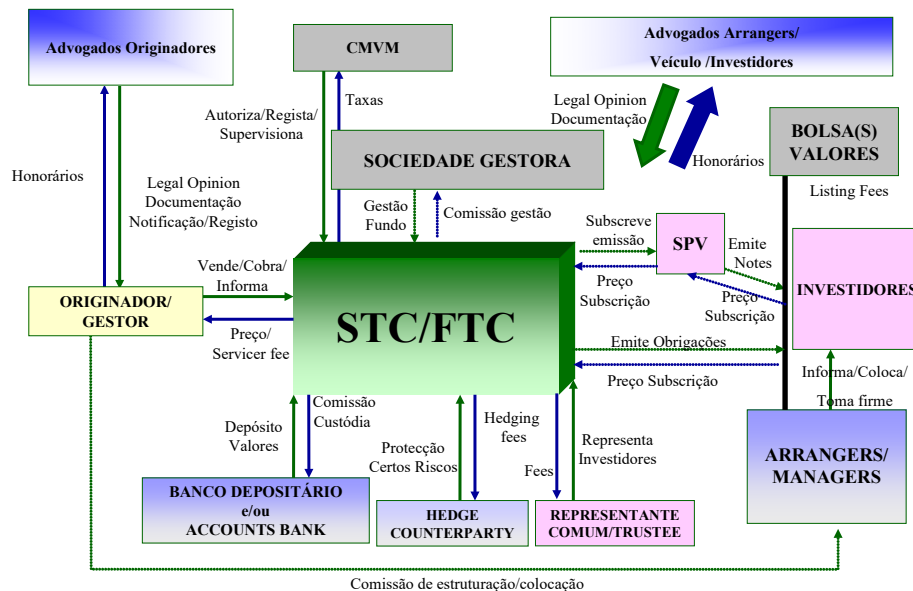 Advogados Originadores
CMVM
Advogados Arrangers/
Veículo /Investidores
Taxas
Autoriza/Regista/
Supervisiona
Legal Opinion
Documentação
Honorários
BOLSA(S)
VALORES
Listing Fees
SOCIEDADE GESTORA
Honorários
Legal Opinion
Documentação
Notificação/Registo
Gestão
Fundo
Comissão gestão
Subscreve
emissão
SPV
Emite
Notes
Preço
Subscrição
Preço
Subscrição
INVESTIDORES
Vende/Cobra/
Informa
ORIGINADOR/
GESTOR
Preço/
Servicer fee
STC/FTC
Emite Obrigações
Preço Subscrição
Informa/Coloca/
Toma firme
Depósito
Valores
Comissão
Custódia
Protecção
Certos Riscos
Hedging
fees
Fees
Representa
Investidores
ARRANGERS/
MANAGERS
BANCO DEPOSITÁRIO
e/ou
ACCOUNTS BANK
HEDGE
COUNTERPARTY
REPRESENTANTE
COMUM/TRUSTEE
Comissão de estruturação/colocação